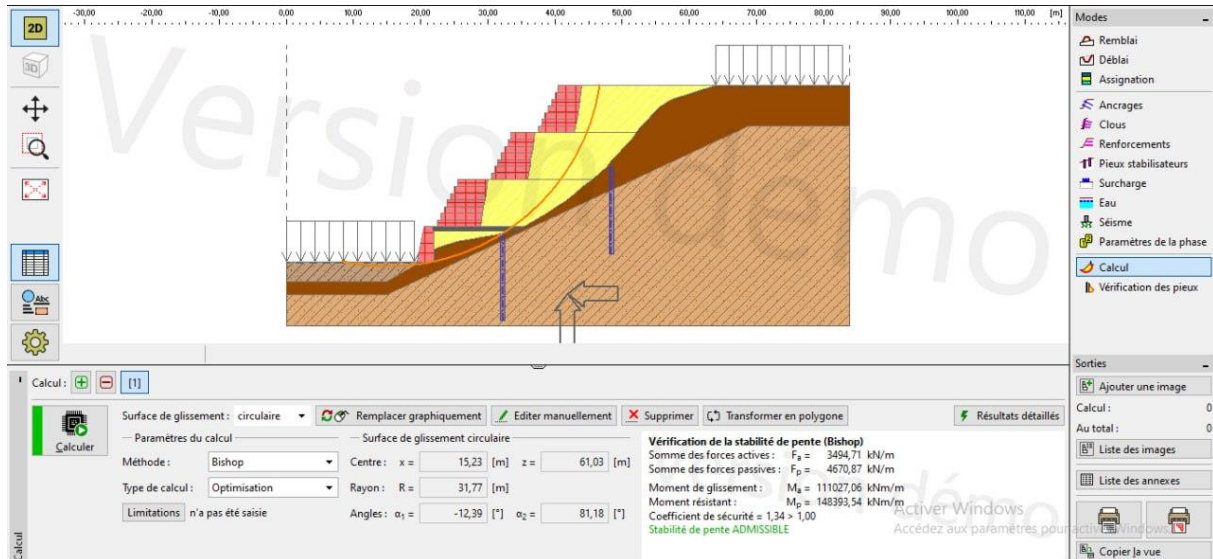 2D
-30,00 -20,00 -10,00 0,00 10,00 20,00 30,00 40,00 50,00 60,00 70,00 80,00 90,00 100,00 110,00 [m]
3D
Version démo
Abc
Modes
Remblai
Déblai
Assignation
Ancrages
Clous
Renforcements
Pieux stabilisateurs
Surcharge
Eau
Séisme
Paramètres de la phase
Calcul
Vérification des pieux
Sorties
Ajouter une image
Calcul : 0
Au total : 0
Liste des images
Liste des annexes
Copier la vue
Calcul : [1]
Calculer
Surface de glissement : circulaire Remplacer graphiquement Editer manuellement Supprimer Transformer en polygone Résultats détaillés
Paramètres du calcul
Méthode : Bishop
Type de calcul : Optimisation
Limitations n'a pas été saisie
Surface de glissement circulaire
Centre : x = 15,23 [m] z = 61,03 [m]
Rayon : R = 31,77 [m]
Angles : α1 = -12,39 [°] α2 = 81,18 [°]
Vérification de la stabilité de pente (Bishop)
Somme des forces actives : Fa = 3494,71 kN/m
Somme des forces passives : Fp = 4670,87 kN/m
Moment de glissement : Ma = 111027,06 kNm/m
Moment résistant : Mp = 148393,54 kNm/m
Coefficient de sécurité = 1,34 > 1,00
Stabilité de pente ADMISSIBLE
Activer Windows
Accédez aux paramètres pour activer Windows.
Calcul